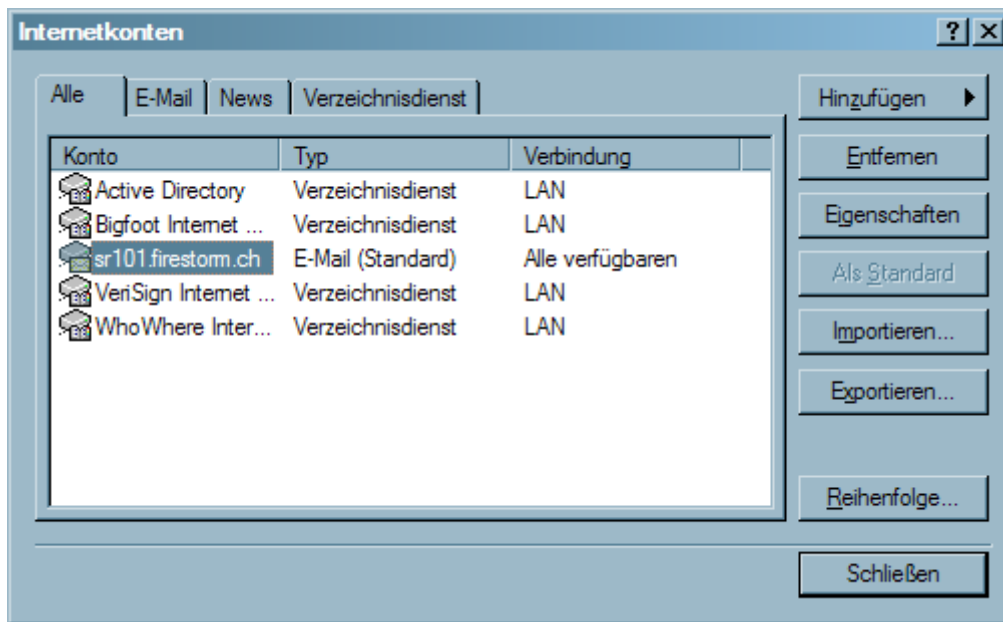 Internetkonten
Alle E-Mail News Verzeichnisdienst
Konto Typ Verbindung
Active Directory Verzeichnisdienst LAN
Bigfoot Internet ... Verzeichnisdienst LAN
sr101.firestorm.ch E-Mail (Standard) Alle verfügbaren
VeriSign Internet ... Verzeichnisdienst LAN
WhoWhere Inter... Verzeichnisdienst LAN
Hinzufügen
Entfernen
Eigenschaften
Als Standard
Importieren...
Exportieren...
Reihenfolge...
Schließen